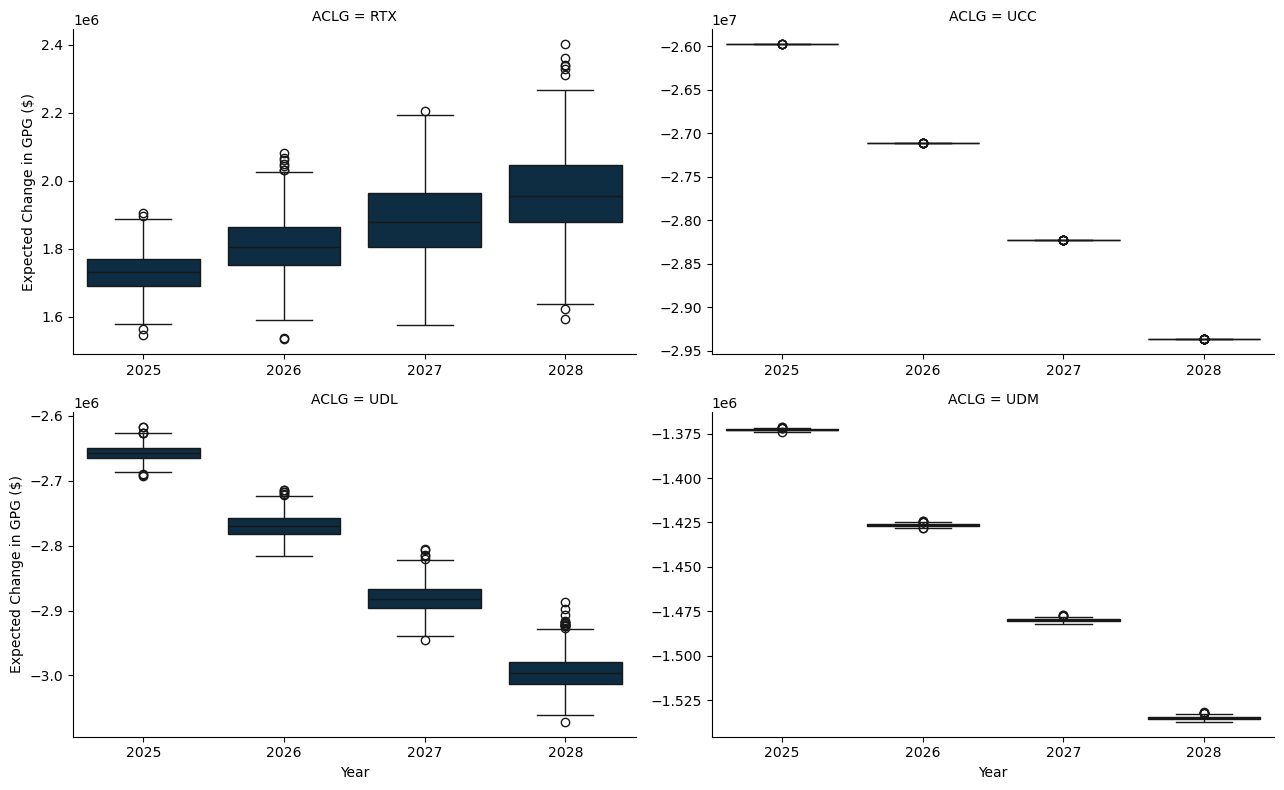 ACLG = RTX
1e6
Expected Change in GPG ($)
2.4
2.2
2.0
1.8
1.6
2025 2026 2027 2028
ACLG = UCC
1e7
−2.60
−2.65
−2.70
−2.75
−2.80
−2.85
−2.90
−2.95
2025 2026 2027 2028
ACLG = UDL
1e6
Expected Change in GPG ($)
−2.6
−2.7
−2.8
−2.9
−3.0
2025 2026 2027 2028
Year
ACLG = UDM
1e6
−1.375
−1.400
−1.425
−1.450
−1.475
−1.500
−1.525
2025 2026 2027 2028
Year